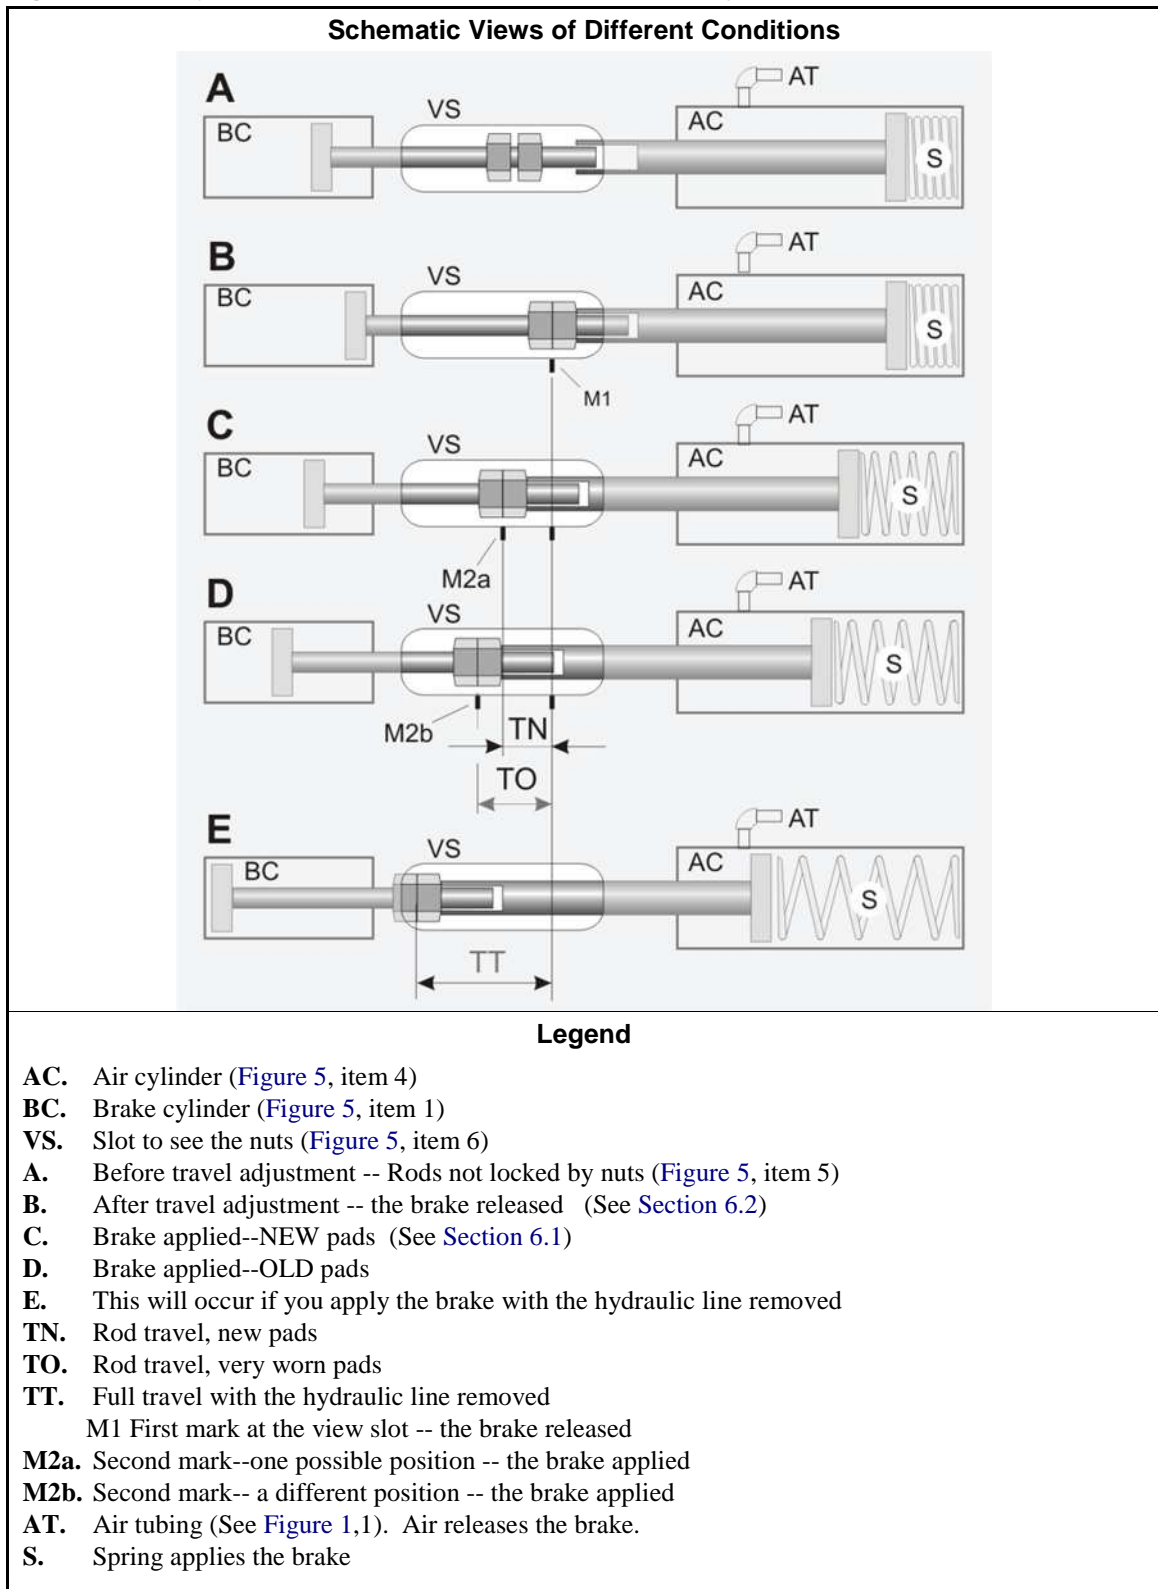 Schematic Views of Different Conditions
A
BC
VS
AC
AT
S
B
BC
VS
AC
AT
S
M1
C
BC
VS
AC
AT
S
M2a
D
BC
VS
AC
AT
S
M2b
TN
TO
E
BC
VS
AC
AT
S
TT
Legend
AC. Air cylinder (Figure 5, item 4)
BC. Brake cylinder (Figure 5, item 1)
VS. Slot to see the nuts (Figure 5, item 6)
A. Before travel adjustment -- Rods not locked by nuts (Figure 5, item 5)
B. After travel adjustment -- the brake released (See Section 6.2)
C. Brake applied--NEW pads (See Section 6.1)
D. Brake applied--OLD pads
E. This will occur if you apply the brake with the hydraulic line removed
TN. Rod travel, new pads
TO. Rod travel, very worn pads
TT. Full travel with the hydraulic line removed
M1 First mark at the view slot -- the brake released
M2a. Second mark--one possible position -- the brake applied
M2b. Second mark-- a different position -- the brake applied
AT. Air tubing (See Figure 1,1). Air releases the brake.
S. Spring applies the brake